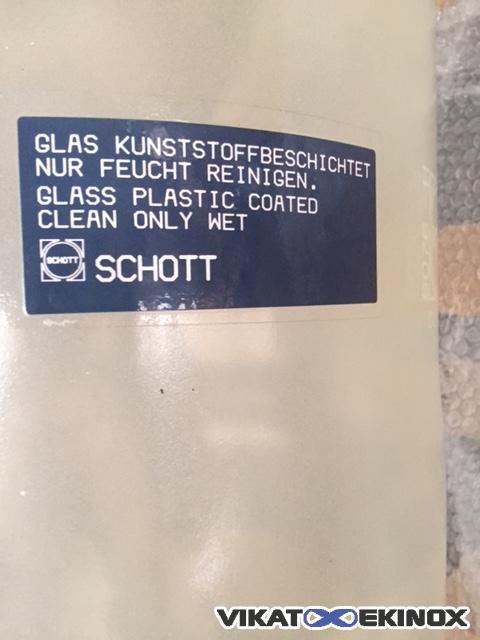 GLAS KUNSTSTOFFBESCHICHTET
NUR FEUCHT REINIGEN.
GLASS PLASTIC COATED
CLEAN ONLY WET
SCHOTT SCHOTT
VIKAT EKINOX